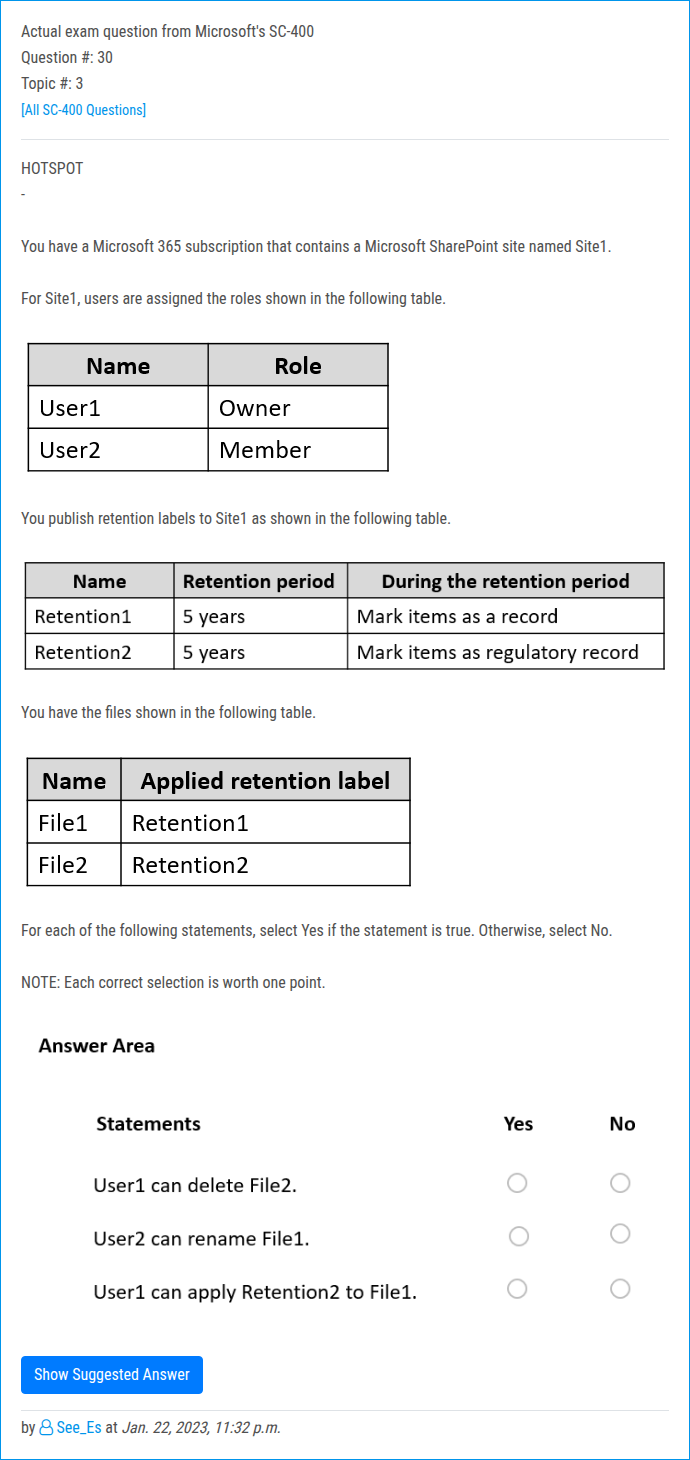 Actual exam question from Microsoft's SC-400
Question #: 30
Topic #: 3
[All SC-400 Questions]
HOTSPOT
-
You have a Microsoft 365 subscription that contains a Microsoft SharePoint site named Site1.
For Site1, users are assigned the roles shown in the following table.
Name Role
User1 Owner
User2 Member
You publish retention labels to Site1 as shown in the following table.
Name Retention period During the retention period
Retention1 5 years Mark items as a record
Retention2 5 years Mark items as regulatory record
You have the files shown in the following table.
Name Applied retention label
File1 Retention1
File2 Retention2
For each of the following statements, select Yes if the statement is true. Otherwise, select No.
NOTE: Each correct selection is worth one point.
Answer Area
Statements Yes No
User1 can delete File2.
User2 can rename File1.
User1 can apply Retention2 to File1.
Show Suggested Answer
by See_Es at Jan. 22, 2023, 11:32 p.m.